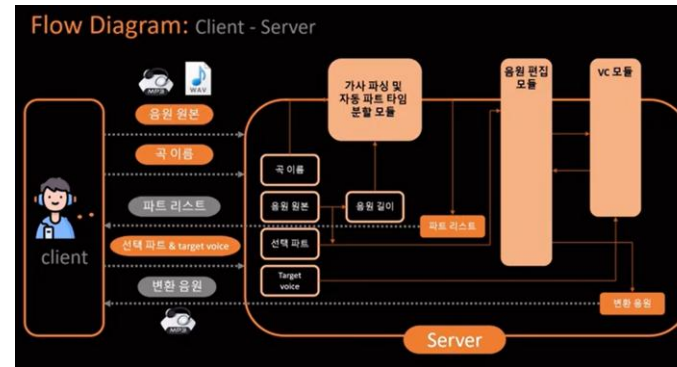 Flow Diagram: Client - Server
MP3
WAV
음원 원본
곡 이름
파트 리스트
선택 파트 & target voice
변환 음원
MP3
client
가사 파싱 및
자동 파트 타임
분할 모듈
음원 편집
모듈
VC 모듈
곡 이름
음원 원본
음원 길이
선택 파트
파트 리스트
Target
voice
변환 음원
Server